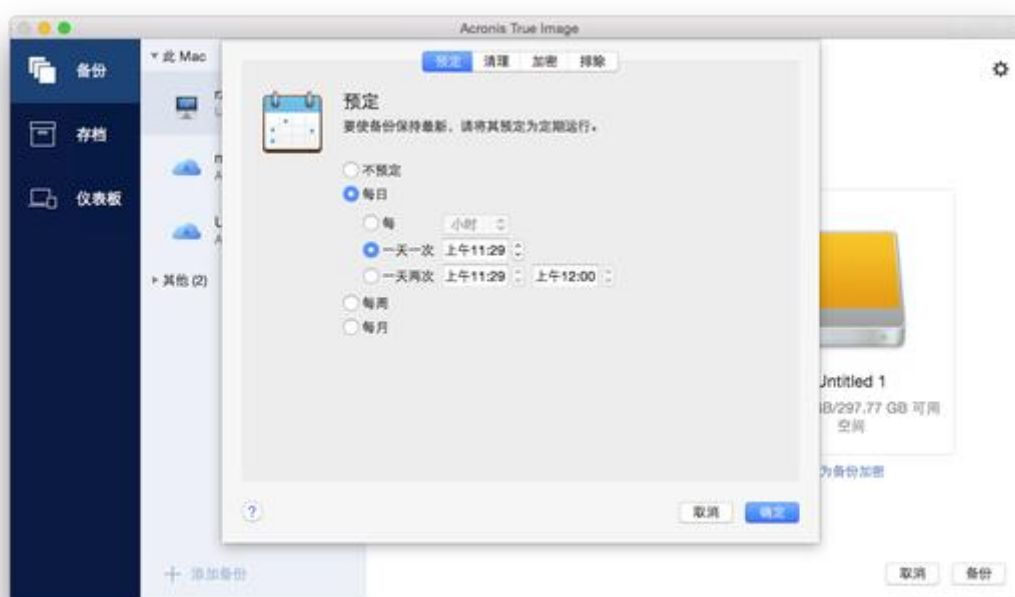 Acronis True Image
备份
存档
仪表板
此 Mac
其他 (2)
添加备份
预定 清理 加密 排除
预定
要使备份保持最新，请将其预定为定期运行。
不预定
每日
每 小时
一天一次 上午11:29
一天两次 上午11:29 上午12:00
每周
每月
?
取消 确定
Untitled 1
GB/297.77 GB 可用
空间
为备份加密
取消 备份